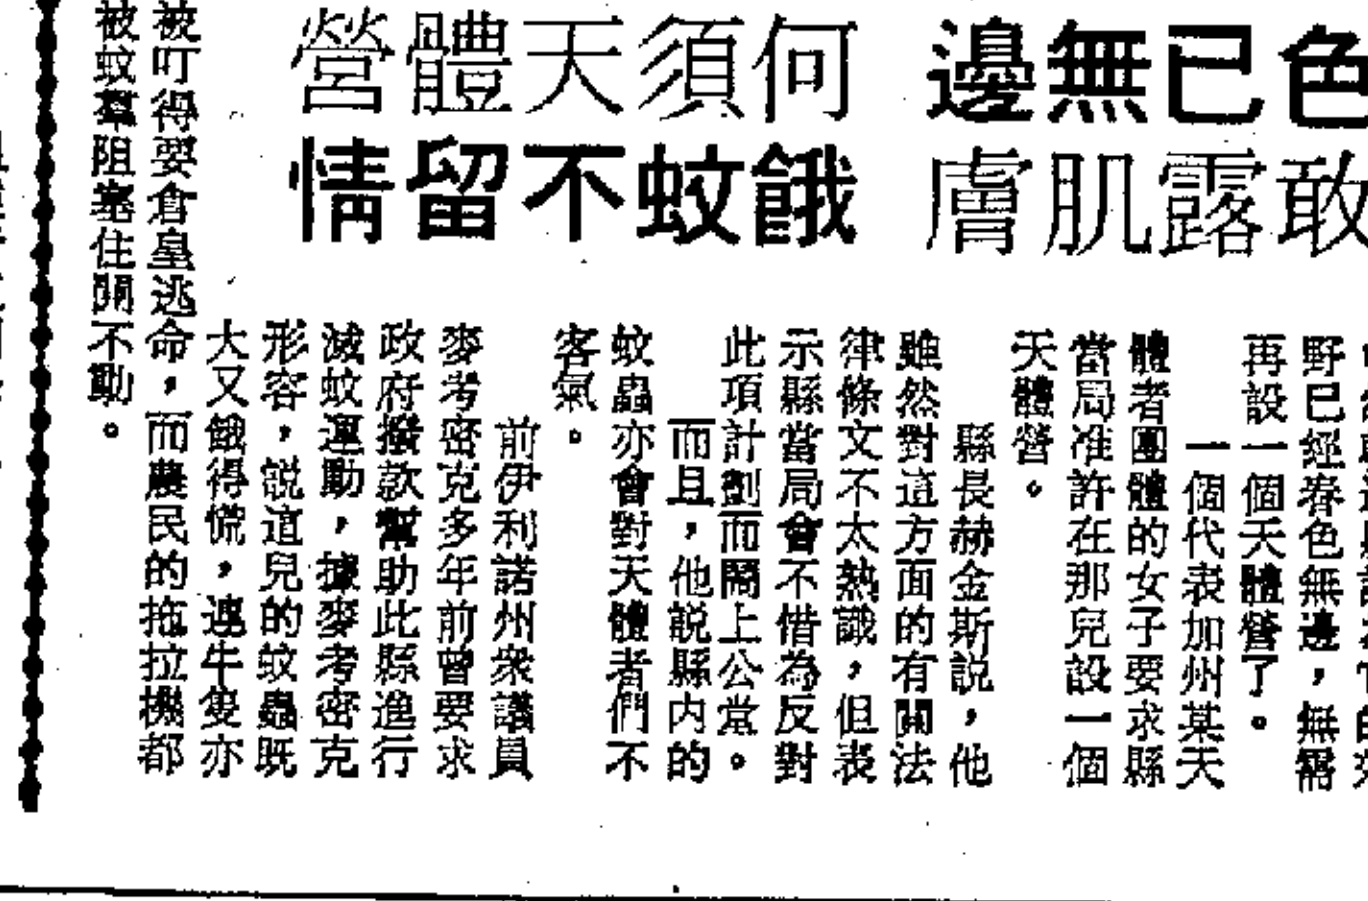 色已無邊
敢露肌膚
何須天體營
餓蚊不留情
野已經春色無邊，無需
再設一個天體營了。
一個代表加州某天
體者團體的女子要求縣
當局准許在那兒設一個
天體營。
縣長赫金斯説，他
雖然對這方面的有關法
律條文不太熟識，但表
示縣當局會不惜為反對
此項計劃而鬧上公堂。
而且，他説縣内的
蚊蟲亦會對天體者們不
客氣。
前伊利諾州衆議員
麥考密克多年前曾要求
政府撥款幫助此縣進行
滅蚊運動，據麥考密克
形容，説這兒的蚊蟲既
大又餓得慌，連牛隻亦
被叮得要倉皇逃命，而農民的拖拉機都
被蚊羣阻塞住開不動。